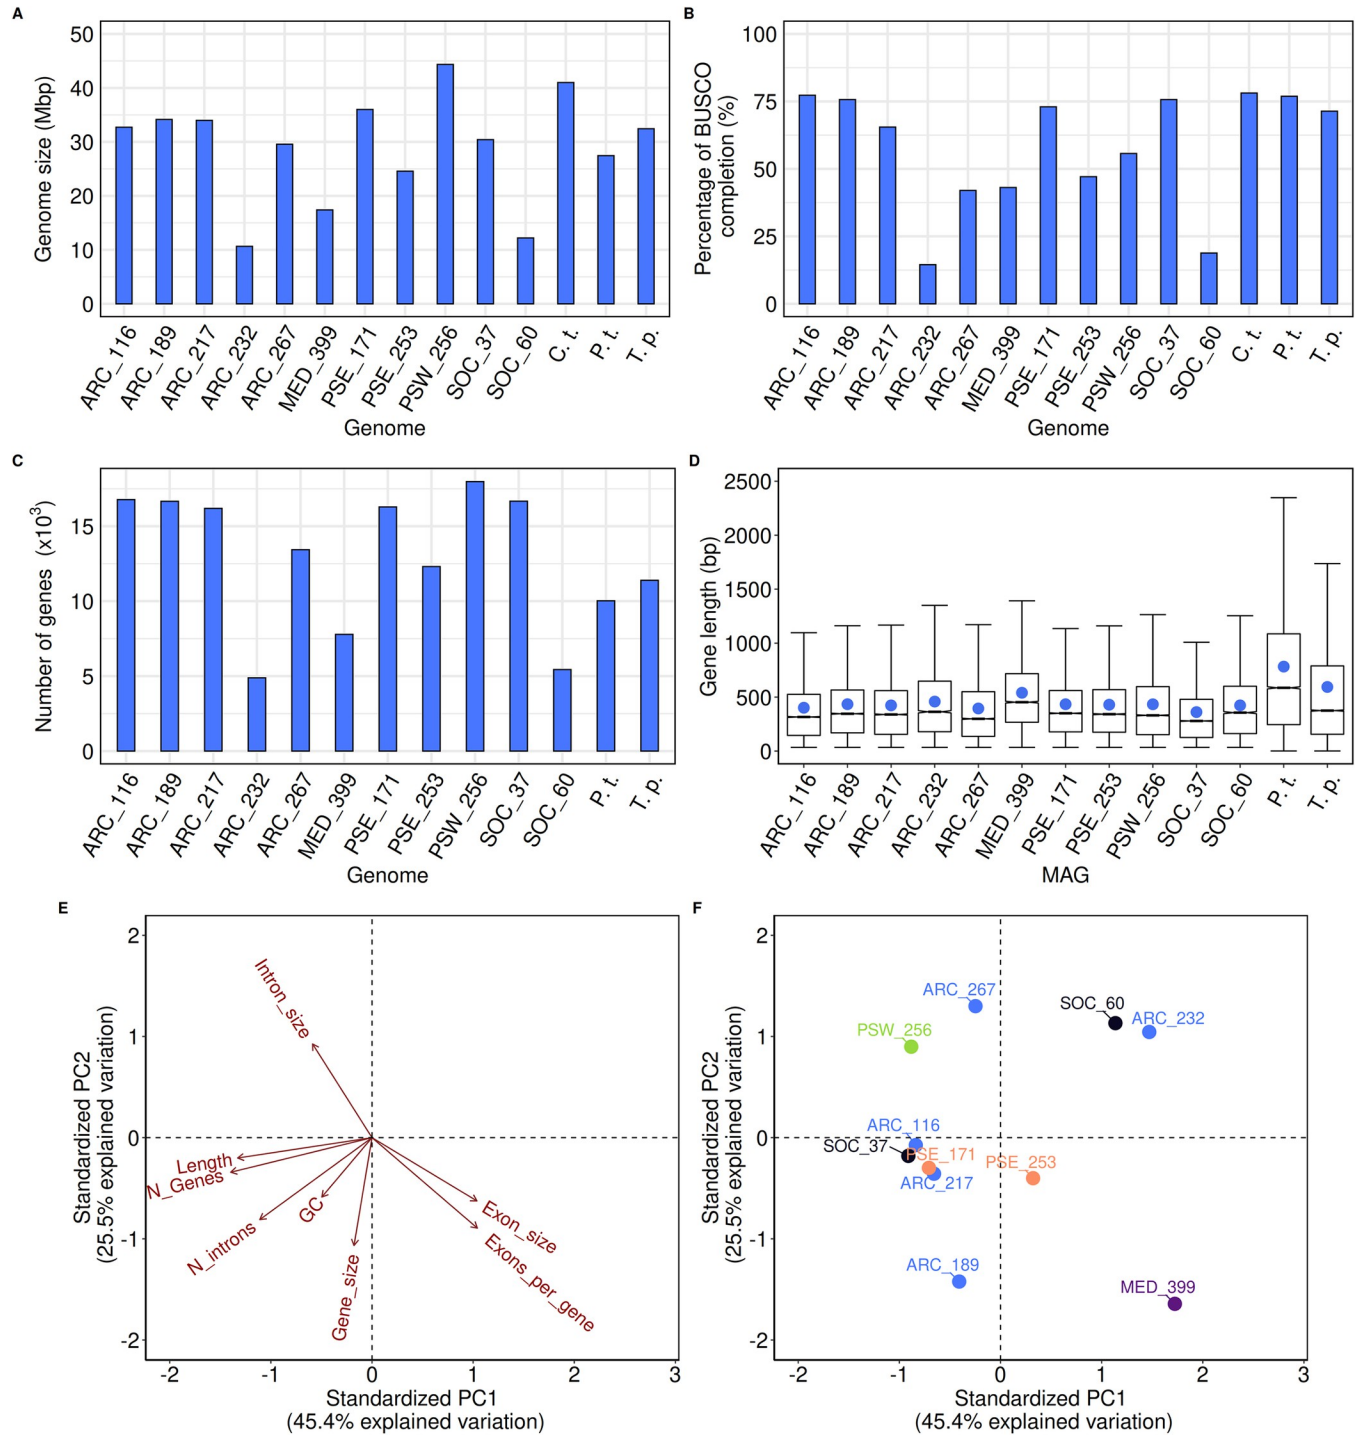 A
50
40
30
20
10
0
Genome size (Mbp)
ARC_116
ARC_189
ARC_217
ARC_232
ARC_267
MED_399
PSE_171
PSE_253
PSW_256
SOC_37
SOC_60
C. t.
P. t.
T. p.
Genome
B
100
75
50
25
0
Percentage of BUSCO
completion (%)
ARC_116
ARC_189
ARC_217
ARC_232
ARC_267
MED_399
PSE_171
PSE_253
PSW_256
SOC_37
SOC_60
C. t.
P. t.
T. p.
Genome
C
15
10
5
0
Number of genes (x10³)
ARC_116
ARC_189
ARC_217
ARC_232
ARC_267
MED_399
PSE_171
PSE_253
PSW_256
SOC_37
SOC_60
P. t.
T. p.
Genome
D
2500
2000
1500
1000
500
0
Gene length (bp)
ARC_116
ARC_189
ARC_217
ARC_232
ARC_267
MED_399
PSE_171
PSE_253
PSW_256
SOC_37
SOC_60
P. t.
T. p.
MAG
E
2
1
0
-1
-2
Standardized PC2
(25.5% explained variation)
Intron_size
Length
N_Genes
N_introns
GC
Gene_size
Exon_size
Exons_per_gene
-2
-1
0
1
2
3
Standardized PC1
(45.4% explained variation)
F
2
1
0
-1
-2
Standardized PC2
(25.5% explained variation)
ARC_267
PSW_256
SOC_60
ARC_232
ARC_116
SOC_37
PSE_171
PSE_253
ARC_217
ARC_189
MED_399
-2
-1
0
1
2
3
Standardized PC1
(45.4% explained variation)